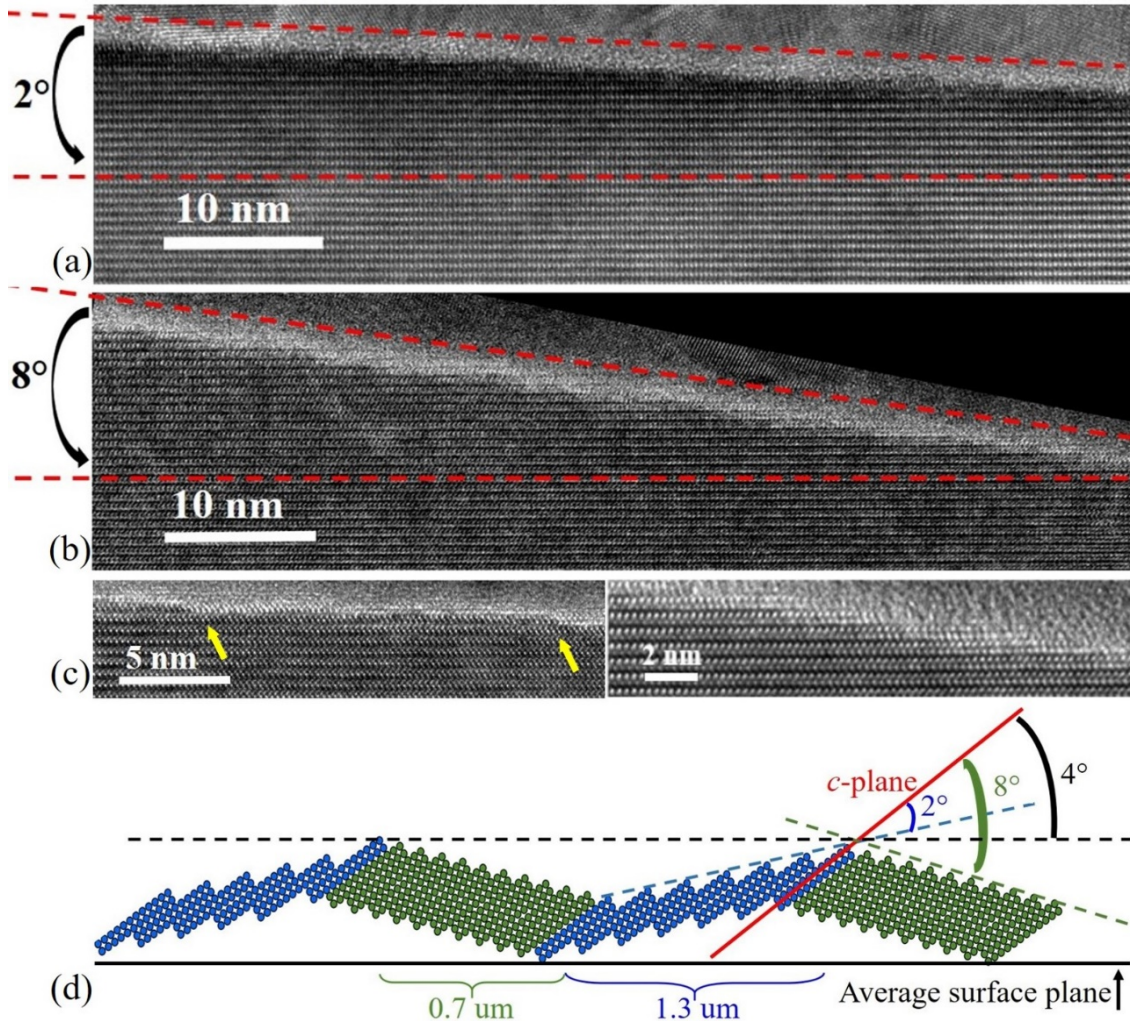 2°
10 nm
(a)
8°
10 nm
(b)
5 nm
2 nm
(c)
c-plane
2°
8°
4°
0.7 um
1.3 um
Average surface plane
(d)